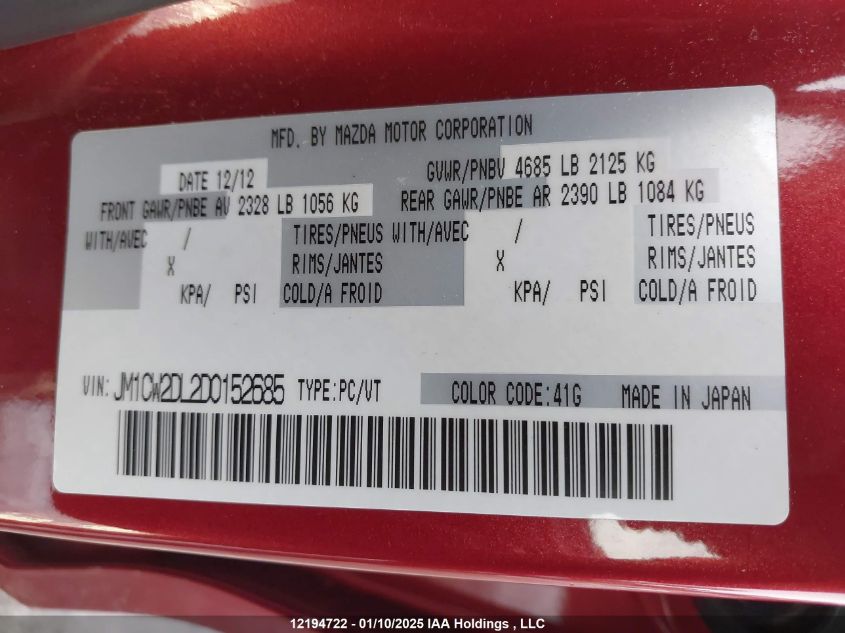 MFD. BY MAZDA MOTOR CORPORATION
DATE 12/12 GVWR/PNBV 4685 LB 2125 KG
FRONT GAWR/PNBE AV 2328 LB 1056 KG REAR GAWR/PNBE AR 2390 LB 1084 KG
WITH/AVEC / TIRES/PNEUS WITH/AVEC / TIRES/PNEUS
X RIMS/JANTES X RIMS/JANTES
KPA/ PSI COLD/A FROID KPA/ PSI COLD/A FROID
VIN: JM1CW2DL2D0152685 TYPE:PC/VT COLOR CODE:41G MADE IN JAPAN
12194722 - 01/10/2025 IAA Holdings , LLC